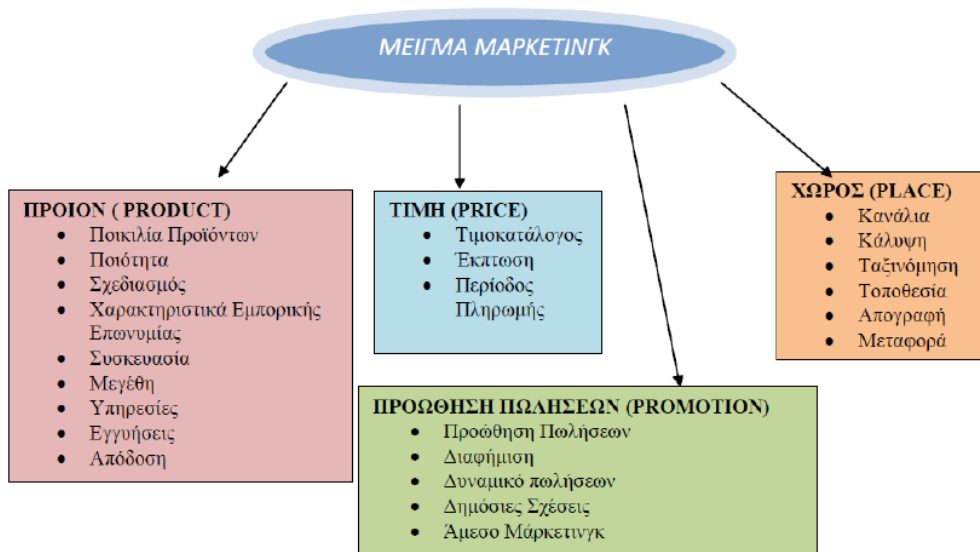 ΜΕΙΓΜΑ ΜΑΡΚΕΤΙΝΓΚ
ΠΡΟΙΟΝ ( PRODUCT)
• Ποικιλία Προϊόντων
• Ποιότητα
• Σχεδιασμός
• Χαρακτηριστικά Εμπορικής
Επωνυμίας
• Συσκευασία
• Μεγέθη
• Υπηρεσίες
• Εγγυήσεις
• Απόδοση
ΤΙΜΗ (PRICE)
• Τιμοκατάλογος
• Έκπτωση
• Περίοδος
Πληρωμής
ΧΩΡΟΣ (PLACE)
• Κανάλια
• Κάλυψη
• Ταξινόμηση
• Τοποθεσία
• Απογραφή
• Μεταφορά
ΠΡΟΩΘΗΣΗ ΠΩΛΗΣΕΩΝ (PROMOTION)
• Προώθηση Πωλήσεων
• Διαφήμιση
• Δυναμικό πωλήσεων
• Δημόσιες Σχέσεις
• Άμεσο Μάρκετινγκ